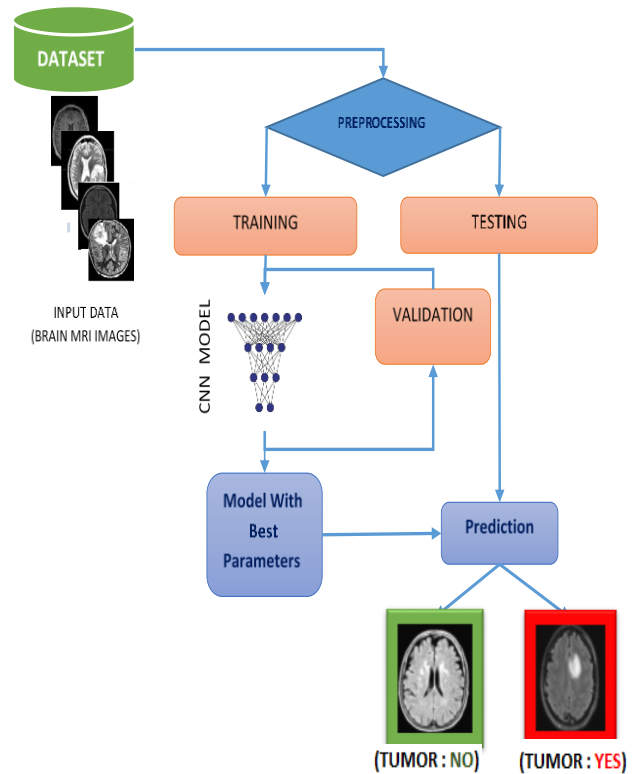 DATASET
PREPROCESSING
TRAINING
TESTING
INPUT DATA
(BRAIN MRI IMAGES)
CNN MODEL
VALIDATION
Model With
Best
Parameters
Prediction
(TUMOR : NO)
(TUMOR : YES)